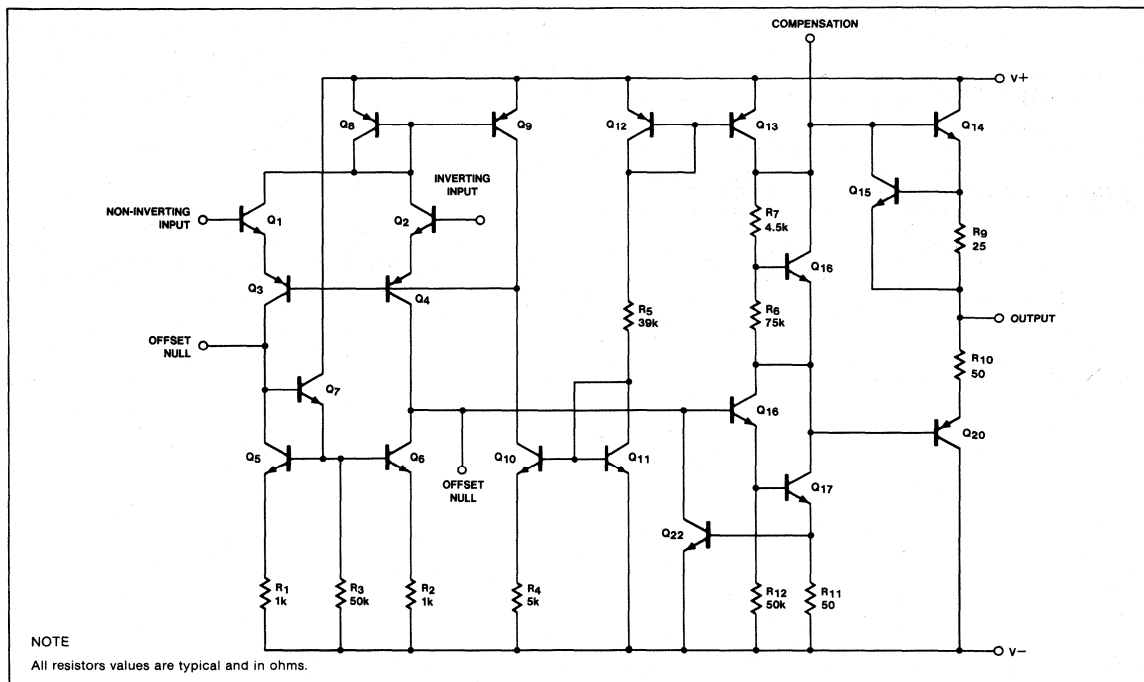 COMPENSATION
V+
Q8
Q9
Q12
Q13
Q14
INVERTING
INPUT
Q15
NON-INVERTING
INPUT
Q1
Q2
R7
4.5k
R9
25
Q16
Q3
Q4
R5
39k
R6
75k
OUTPUT
OFFSET
NULL
R10
50
Q7
Q16
Q20
Q5
Q6
Q10
Q11
OFFSET
NULL
Q17
Q22
R1
1k
R3
50k
R2
1k
R4
5k
R12
50k
R11
50
NOTE
V–
All resistors values are typical and in ohms.